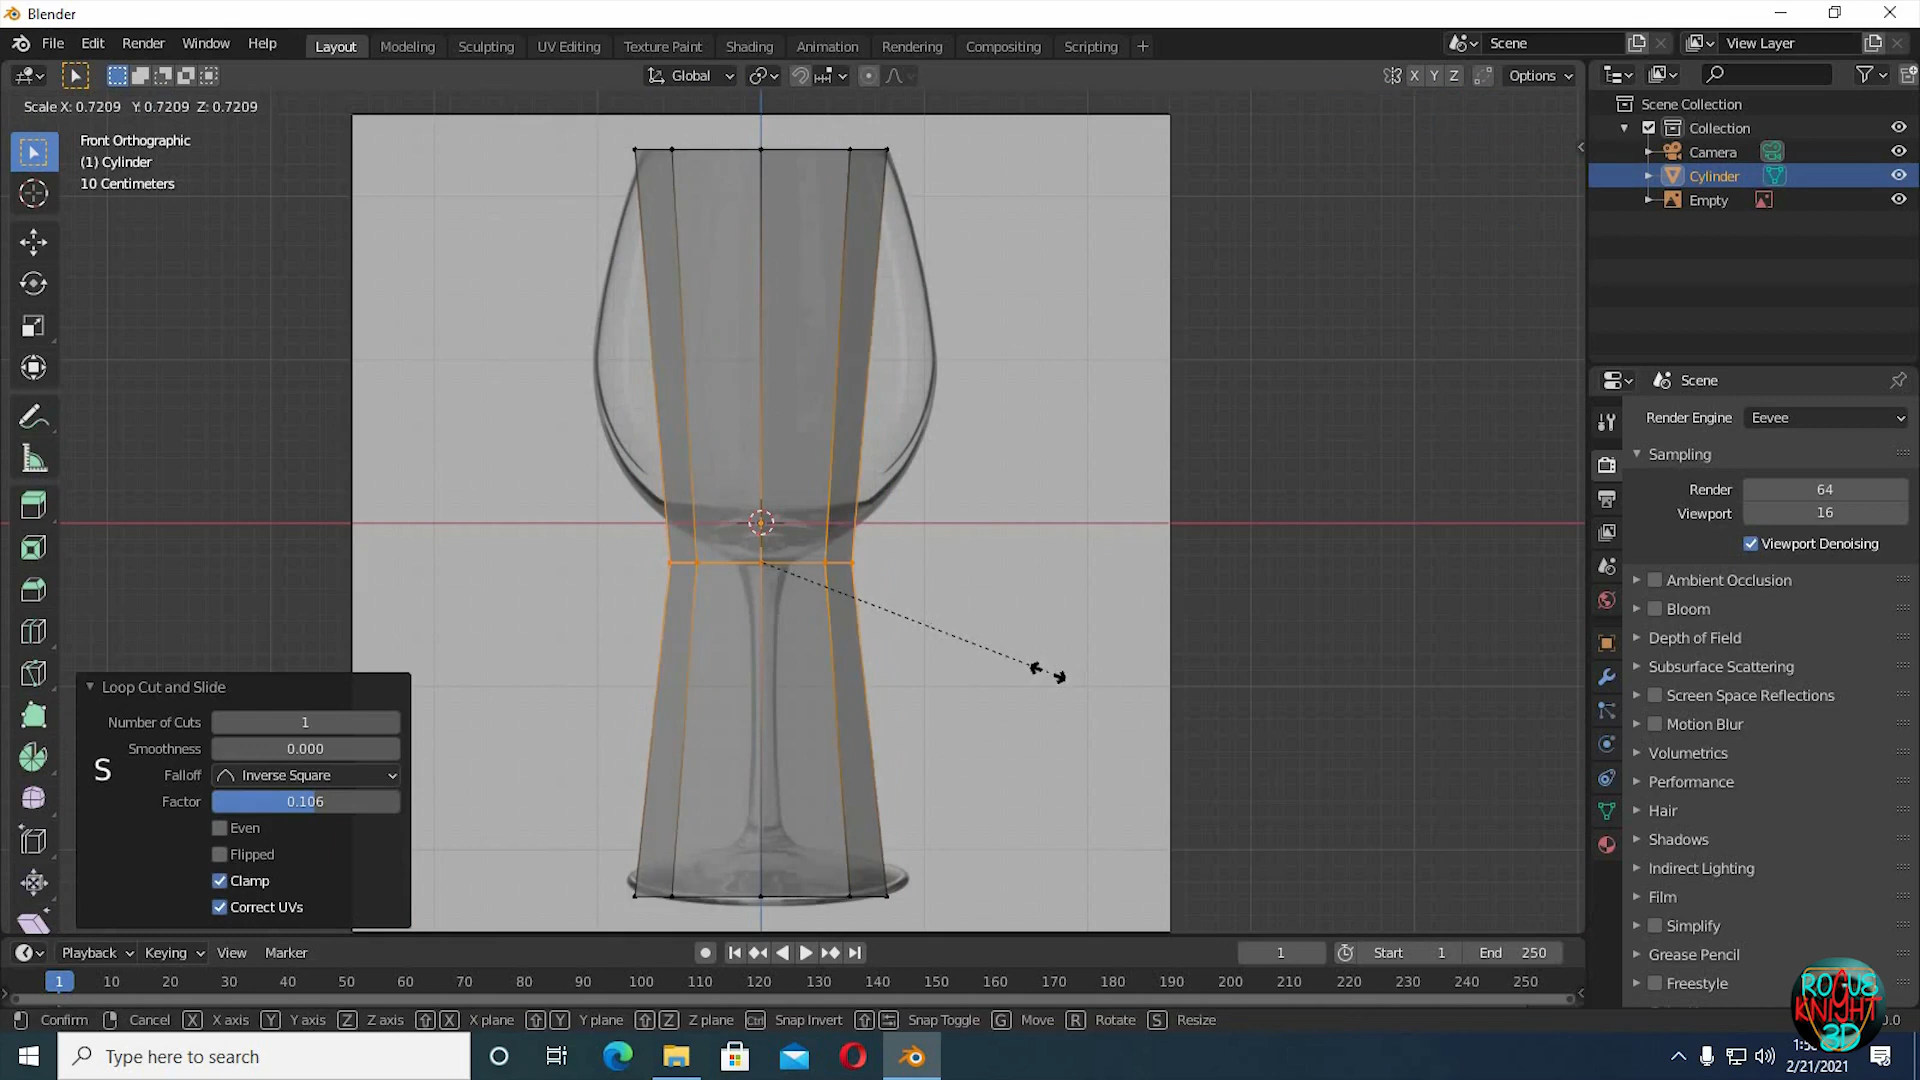 Blender
File Edit Render Window Help Layout Modeling Sculpting UV Editing Texture Paint Shading Animation Rendering Compositing Scripting + Scene View Layer
Global X Y Z Options
Scale X: 0.7209 Y: 0.7209 Z: 0.7209
Front Orthographic
(1) Cylinder
10 Centimeters
Scene Collection
Collection
Camera
Cylinder
Empty
Scene
Render Engine Eevee
Sampling
Render 64
Viewport 16
Viewport Denoising
Ambient Occlusion
Bloom
Depth of Field
Subsurface Scattering
Screen Space Reflections
Motion Blur
Volumetrics
Performance
Hair
Shadows
Indirect Lighting
Film
Simplify
Grease Pencil
Freestyle
Loop Cut and Slide
Number of Cuts 1
Smoothness 0.000
Falloff Inverse Square
S
Factor 0.106
Even
Flipped
Clamp
Correct UVs
Playback Keying View Marker 1 Start 1 End 250
1 10 20 30 40 50 60 70 80 90 100 110 120 130 140 150 160 170 180 190 200 210 220 230 240 250
Confirm Cancel X X axis Y Y axis Z Z axis X X plane Y Y plane Z Z plane Ctrl Snap Invert Snap Toggle G Move R Rotate S Resize
ROGUE
KNIGHT
3D
Type here to search
2/21/2021